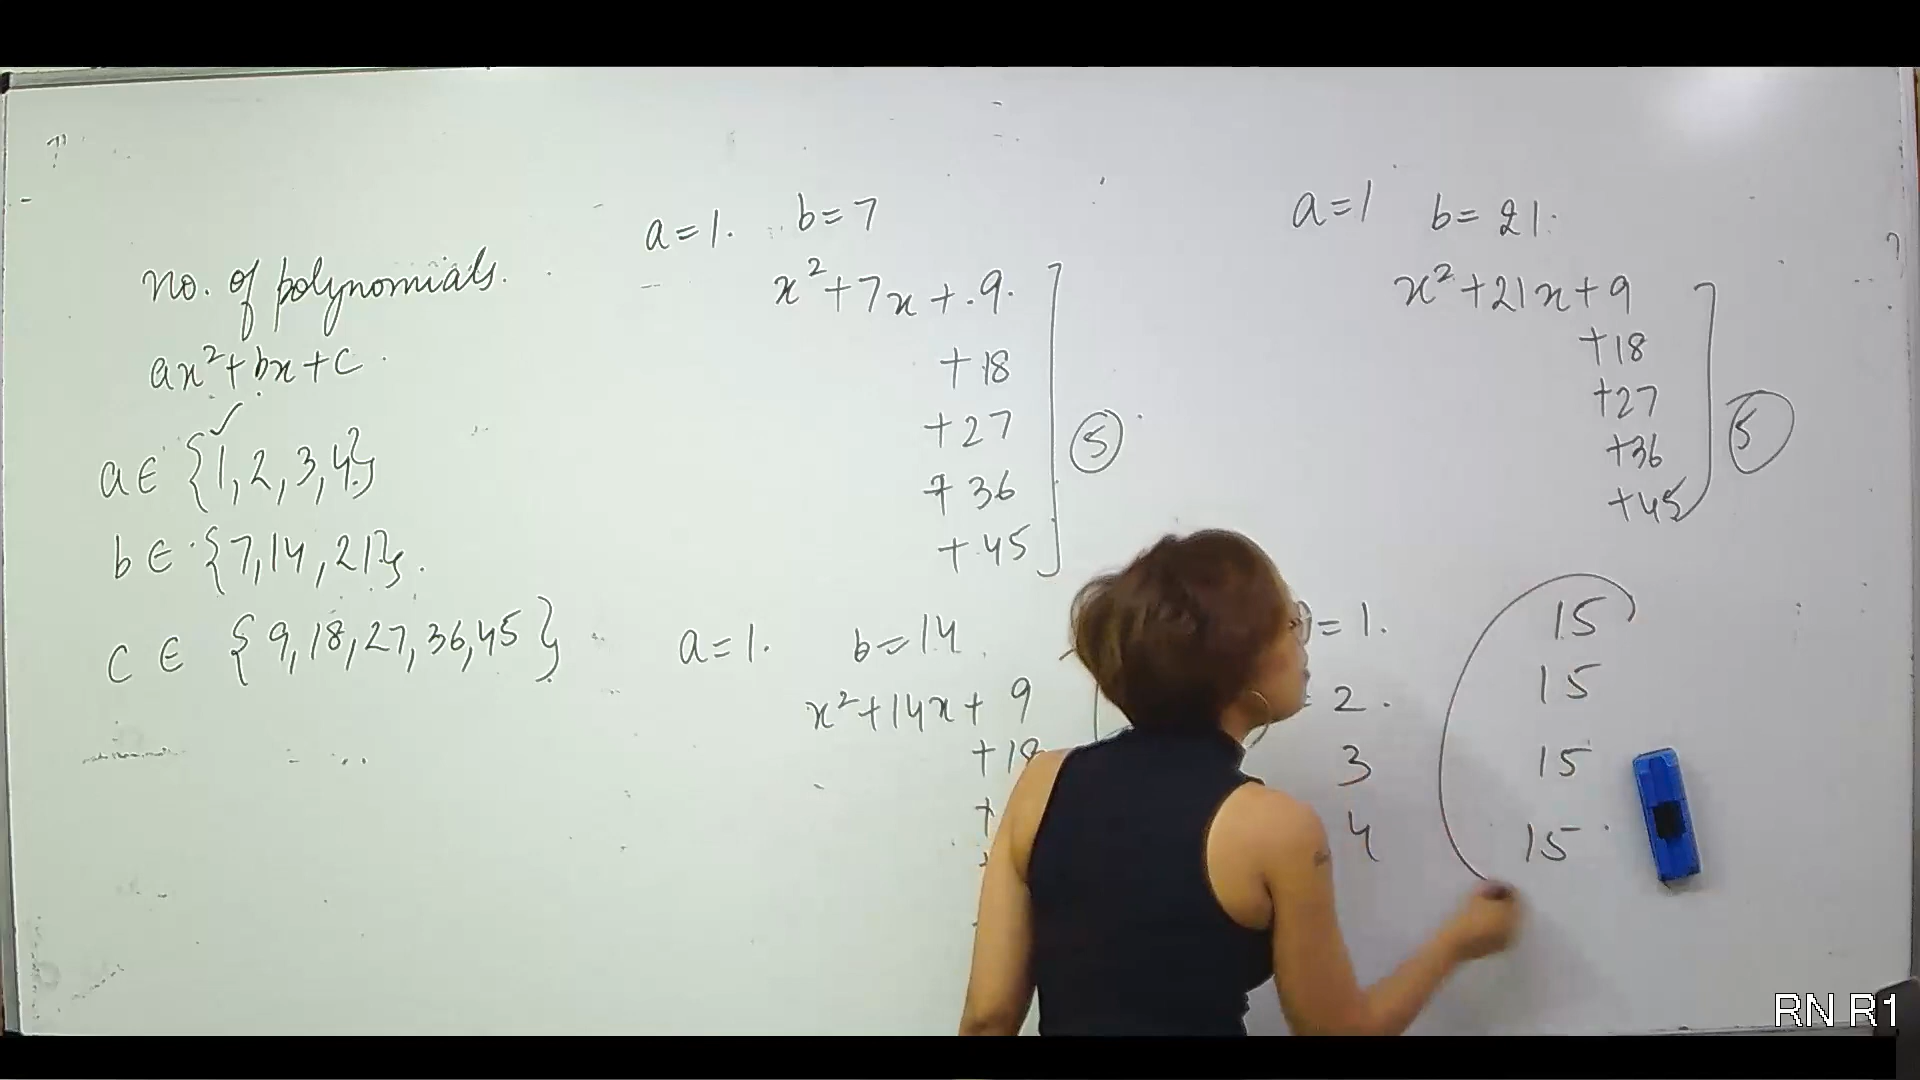 No. of polynomials.
ax²+bx+c.
a ∈ {1,2,3,4}
b ∈ {7,14,21}.
c ∈ {9,18,27,36,45}
a=1. b=7
x²+7x+9.
+18
+27
+36
+45
5
a=1. b=14
x²+14x+9
+18
+
a=1 b=21.
x²+21x+9
+18
+27
+36
+45
5
=1. 15
2. 15
3 15
4 15
RN R1